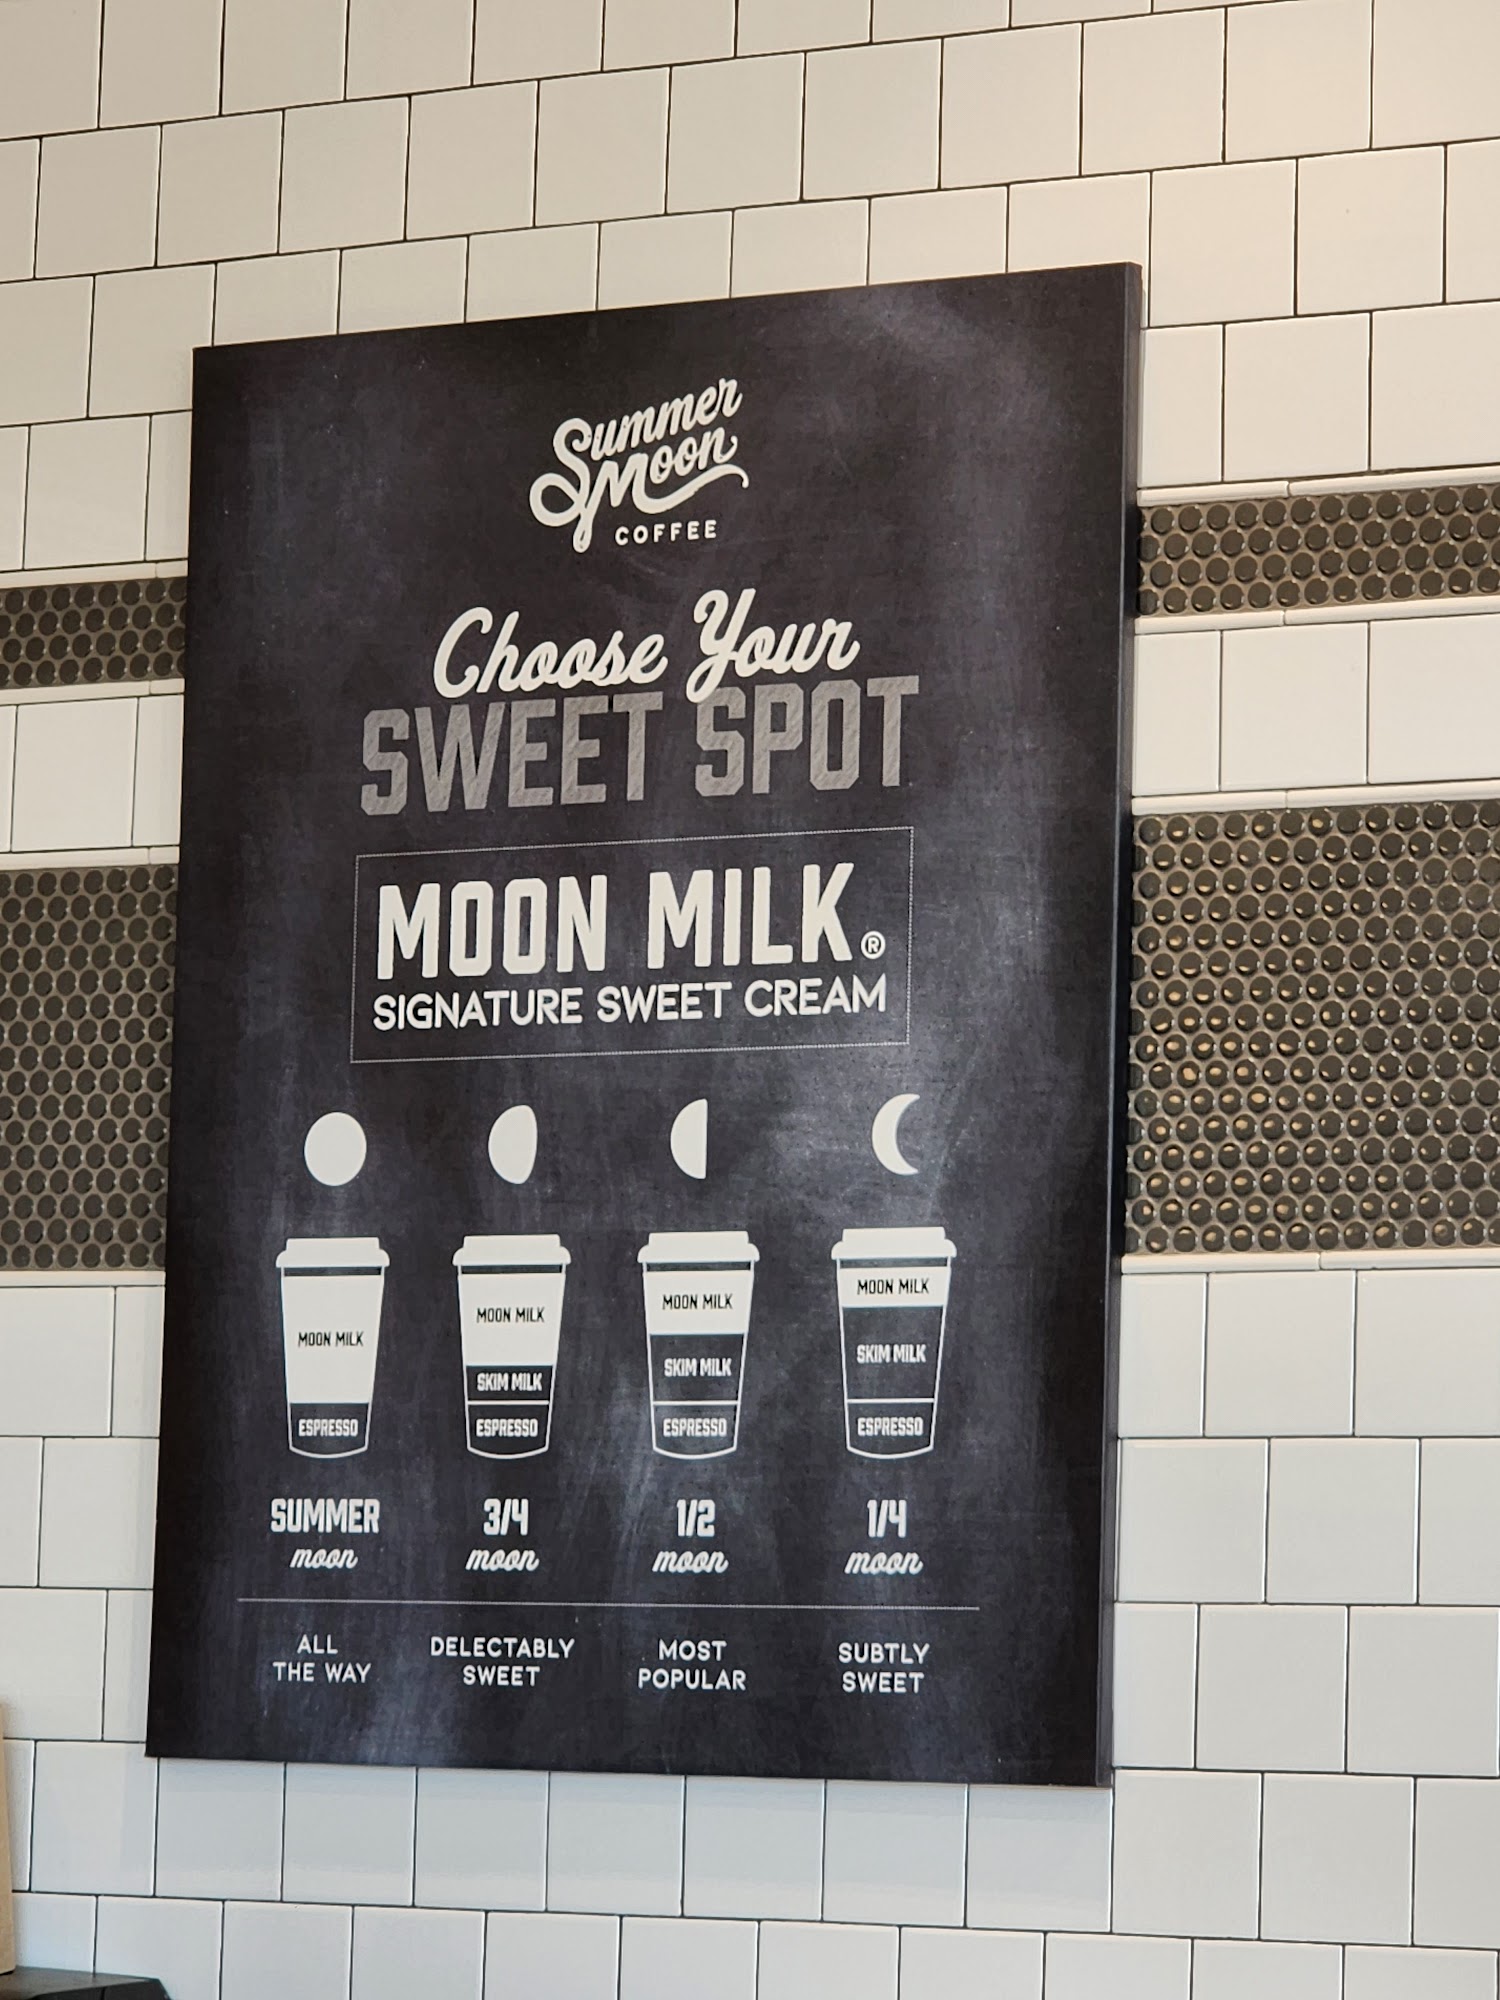 Summer
Moon
COFFEE
Choose Your
SWEET SPOT
MOON MILK®
SIGNATURE SWEET CREAM
MOON MILK
ESPRESSO
SUMMER
moon
ALL
THE WAY
MOON MILK
SKIM MILK
ESPRESSO
3/4
moon
DELECTABLY
SWEET
MOON MILK
SKIM MILK
ESPRESSO
1/2
moon
MOST
POPULAR
MOON MILK
SKIM MILK
ESPRESSO
1/4
moon
SUBTLY
SWEET